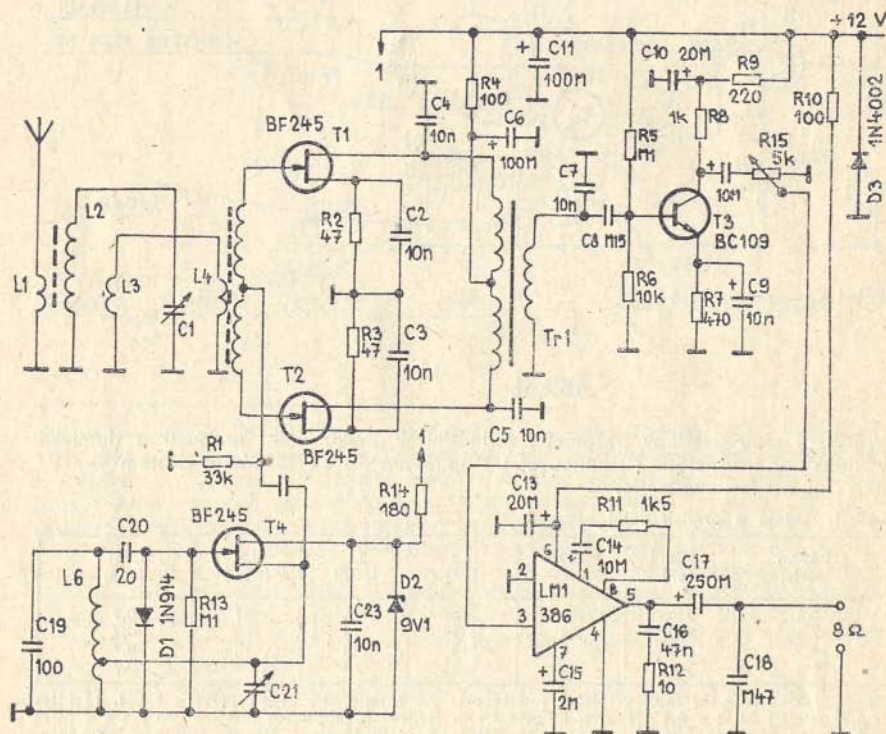 + 12 V
C10 20M
R9
220
C11
100M
R4
100
1
C4
10n
C6
100M
1k
R8
R10
100
1N4002
D3
BF245
T1
R5
M1
R15
5k
C7
10n
10M
L2
R2
47
C2
10n
C8 M15
T3
BC109
L1
L3
L4
C1
R6
10k
R7
470
C9
10n
R3
47
C3
10n
Tr1
T2
BF245
C5 10n
R1
33k
1
R14
180
C13
20M
R11 1k5
BF245
T4
C14
10M
C17
250M
C20
20
L6
6
1
8
2
LM1
386
5
3
4
7
D2
9V1
R13
M1
D1 1N914
C19
100
C23
10n
C16
47n
8 Ω
C21
C15
2M
R12
10
C18
M47